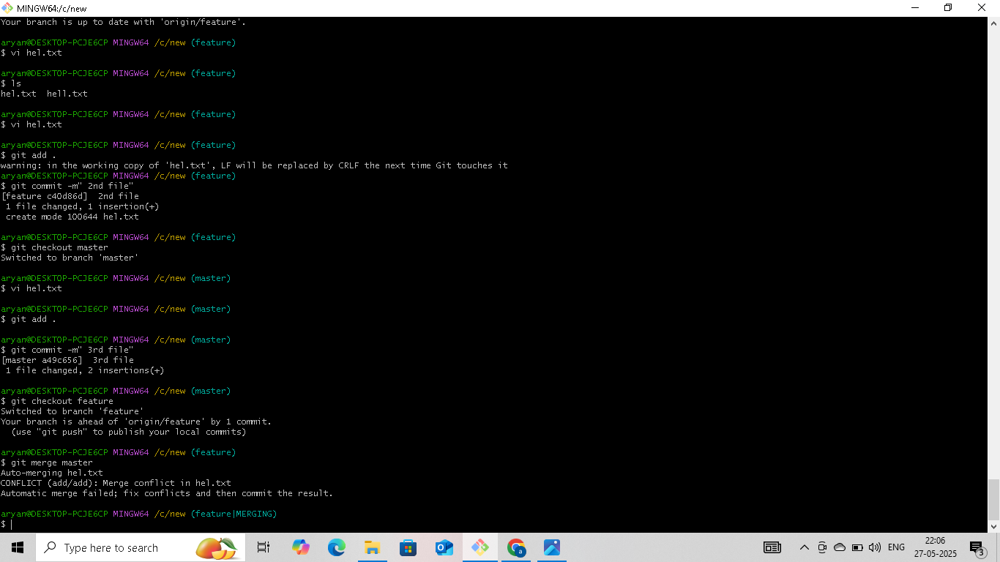 MINGW64:/c/new
Your branch is up to date with 'origin/feature'.
aryan@DESKTOP-PCJE6CP MINGW64 /c/new (feature)
$ vi hel.txt
aryan@DESKTOP-PCJE6CP MINGW64 /c/new (feature)
$ ls
hel.txt  hell.txt
aryan@DESKTOP-PCJE6CP MINGW64 /c/new (feature)
$ vi hel.txt
aryan@DESKTOP-PCJE6CP MINGW64 /c/new (feature)
$ git add .
warning: in the working copy of 'hel.txt', LF will be replaced by CRLF the next time Git touches it
aryan@DESKTOP-PCJE6CP MINGW64 /c/new (feature)
$ git commit -m" 2nd file"
[feature c40d86d]  2nd file
 1 file changed, 1 insertion(+)
 create mode 100644 hel.txt
aryan@DESKTOP-PCJE6CP MINGW64 /c/new (feature)
$ git checkout master
Switched to branch 'master'
aryan@DESKTOP-PCJE6CP MINGW64 /c/new (master)
$ vi hel.txt
aryan@DESKTOP-PCJE6CP MINGW64 /c/new (master)
$ git add .
aryan@DESKTOP-PCJE6CP MINGW64 /c/new (master)
$ git commit -m" 3rd file"
[master a49c656]  3rd file
 1 file changed, 2 insertions(+)
aryan@DESKTOP-PCJE6CP MINGW64 /c/new (master)
$ git checkout feature
Switched to branch 'feature'
Your branch is ahead of 'origin/feature' by 1 commit.
  (use "git push" to publish your local commits)
aryan@DESKTOP-PCJE6CP MINGW64 /c/new (feature)
$ git merge master
Auto-merging hel.txt
CONFLICT (add/add): Merge conflict in hel.txt
Automatic merge failed; fix conflicts and then commit the result.
aryan@DESKTOP-PCJE6CP MINGW64 /c/new (feature|MERGING)
$
Type here to search
ENG
22:06
27-05-2025
3